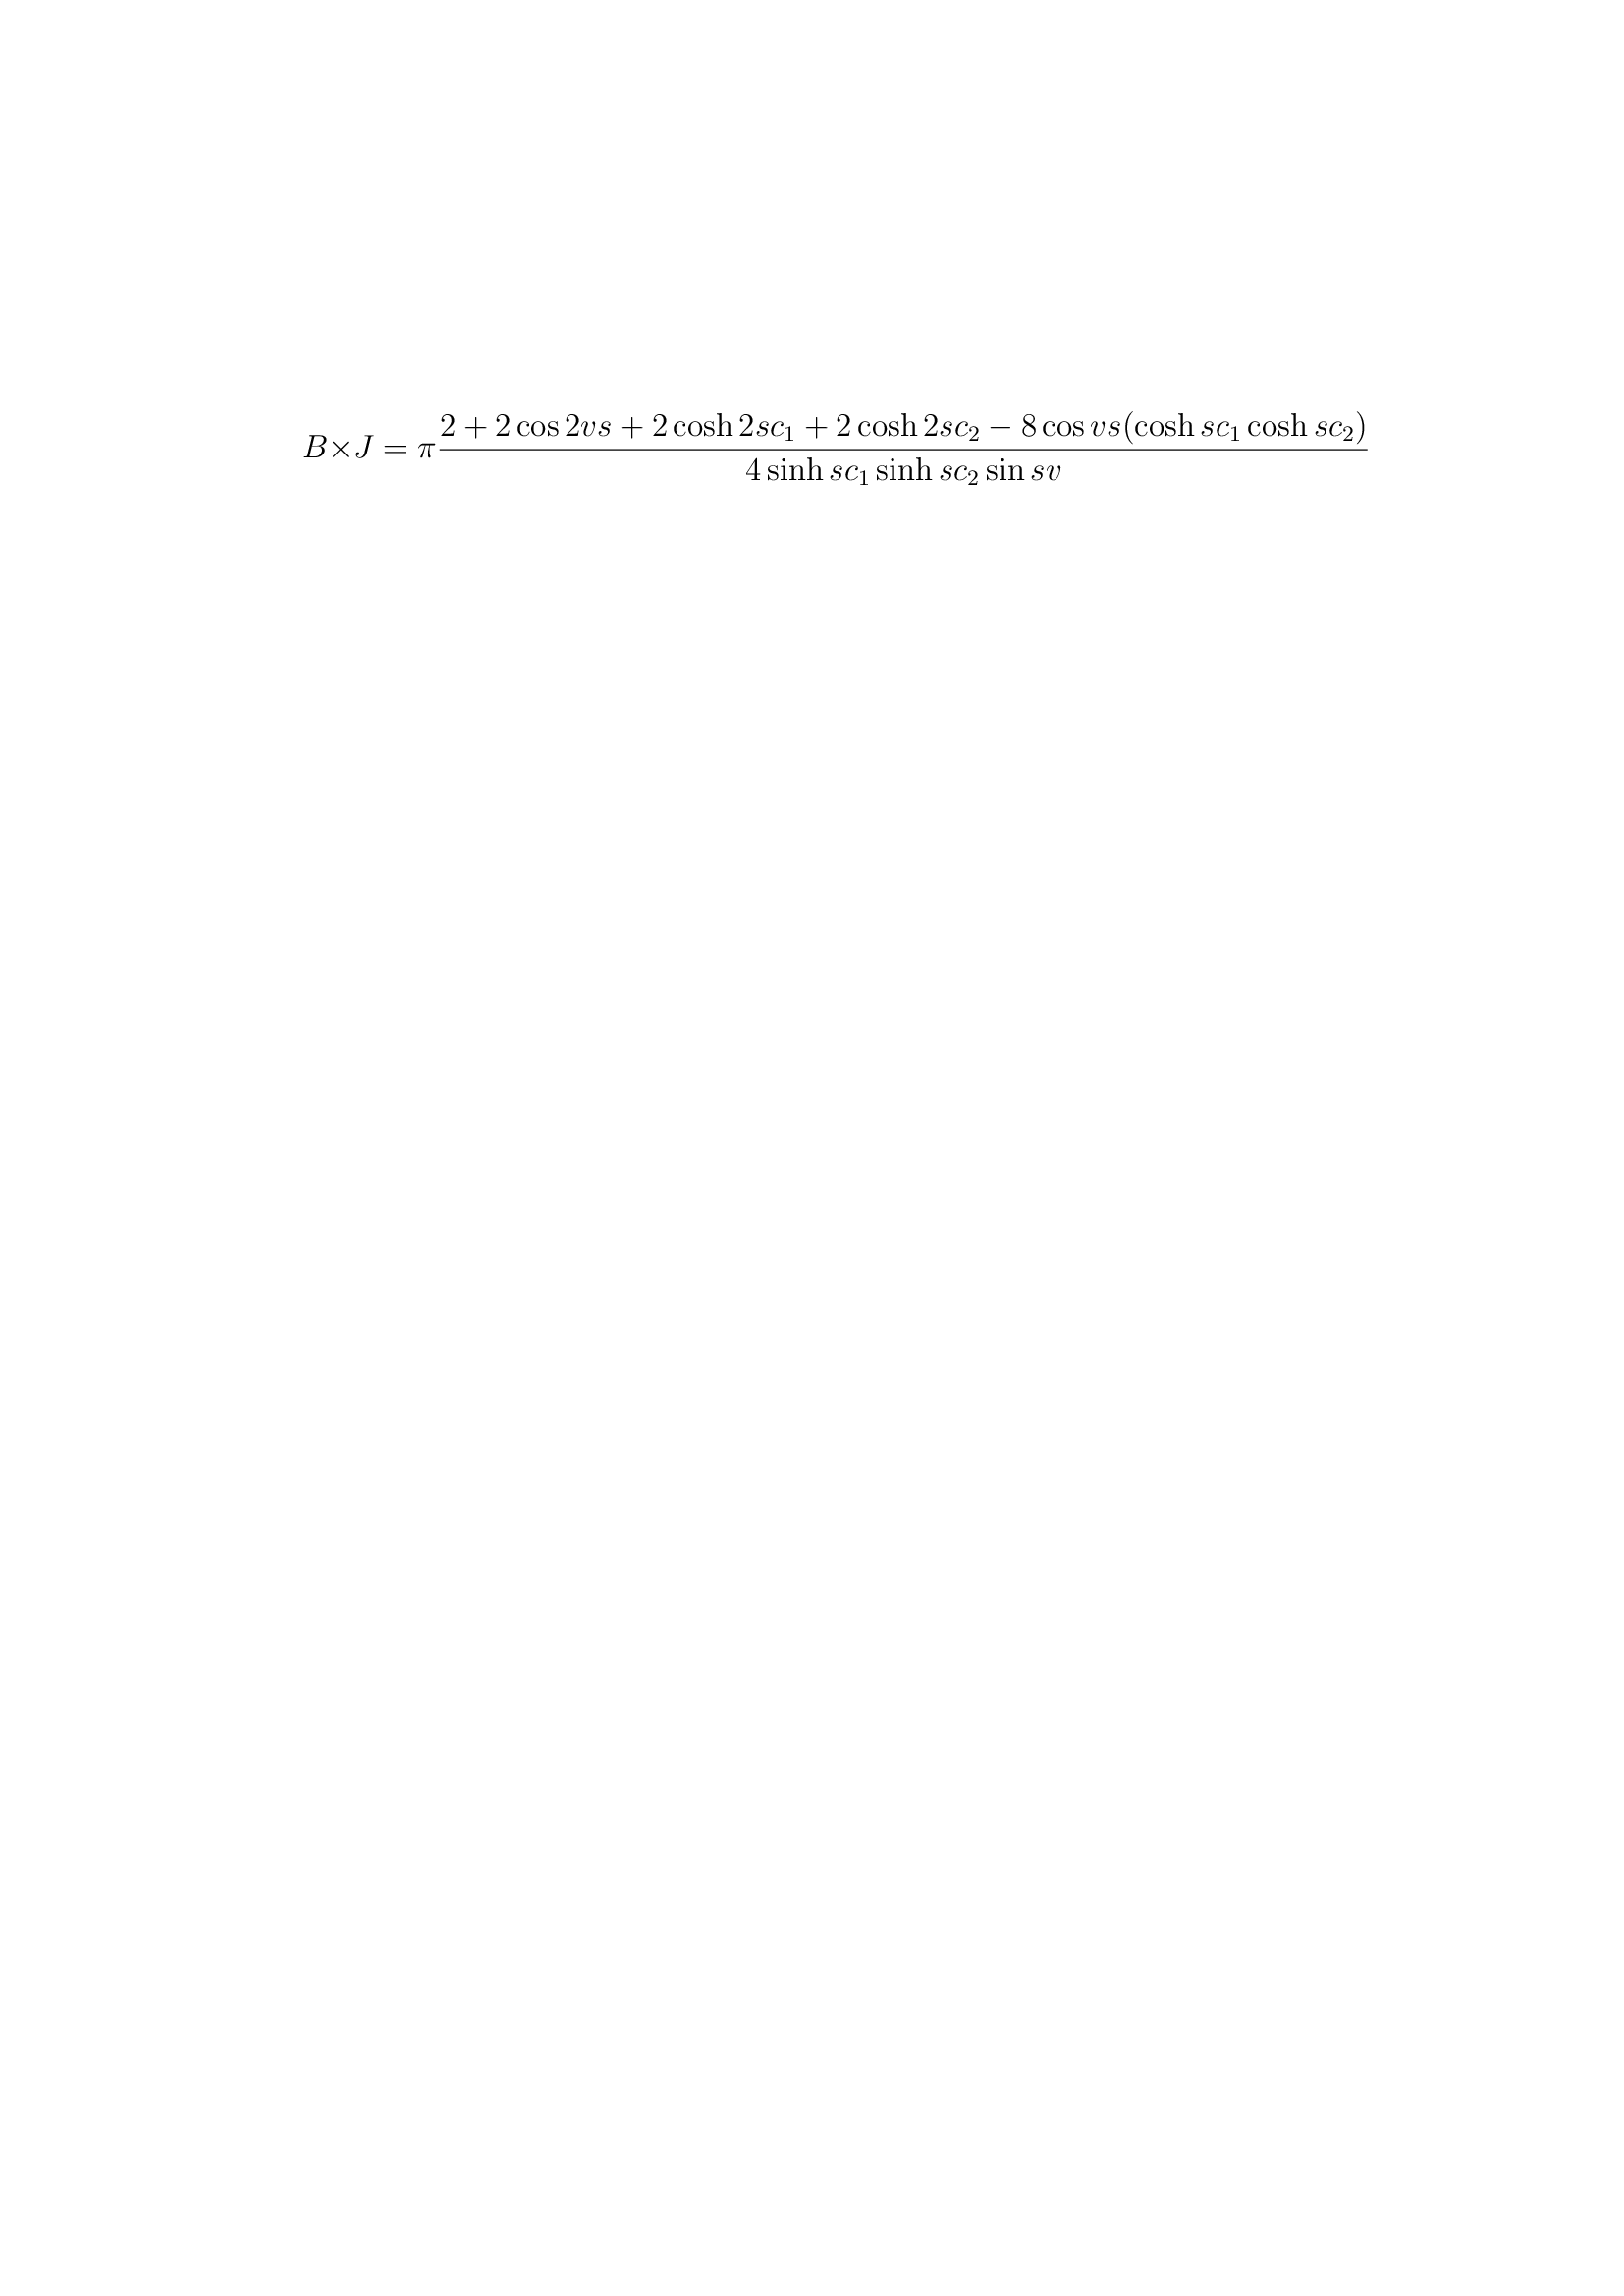 $$B \times J = \pi \frac{2 + 2 \cos 2vs + 2 \cosh 2sc_1 + 2 \cosh 2sc_2 - 8 \cos vs(\cosh sc_1 \cosh sc_2)}{4 \sinh sc_1 \sinh sc_2 \sin sv}$$